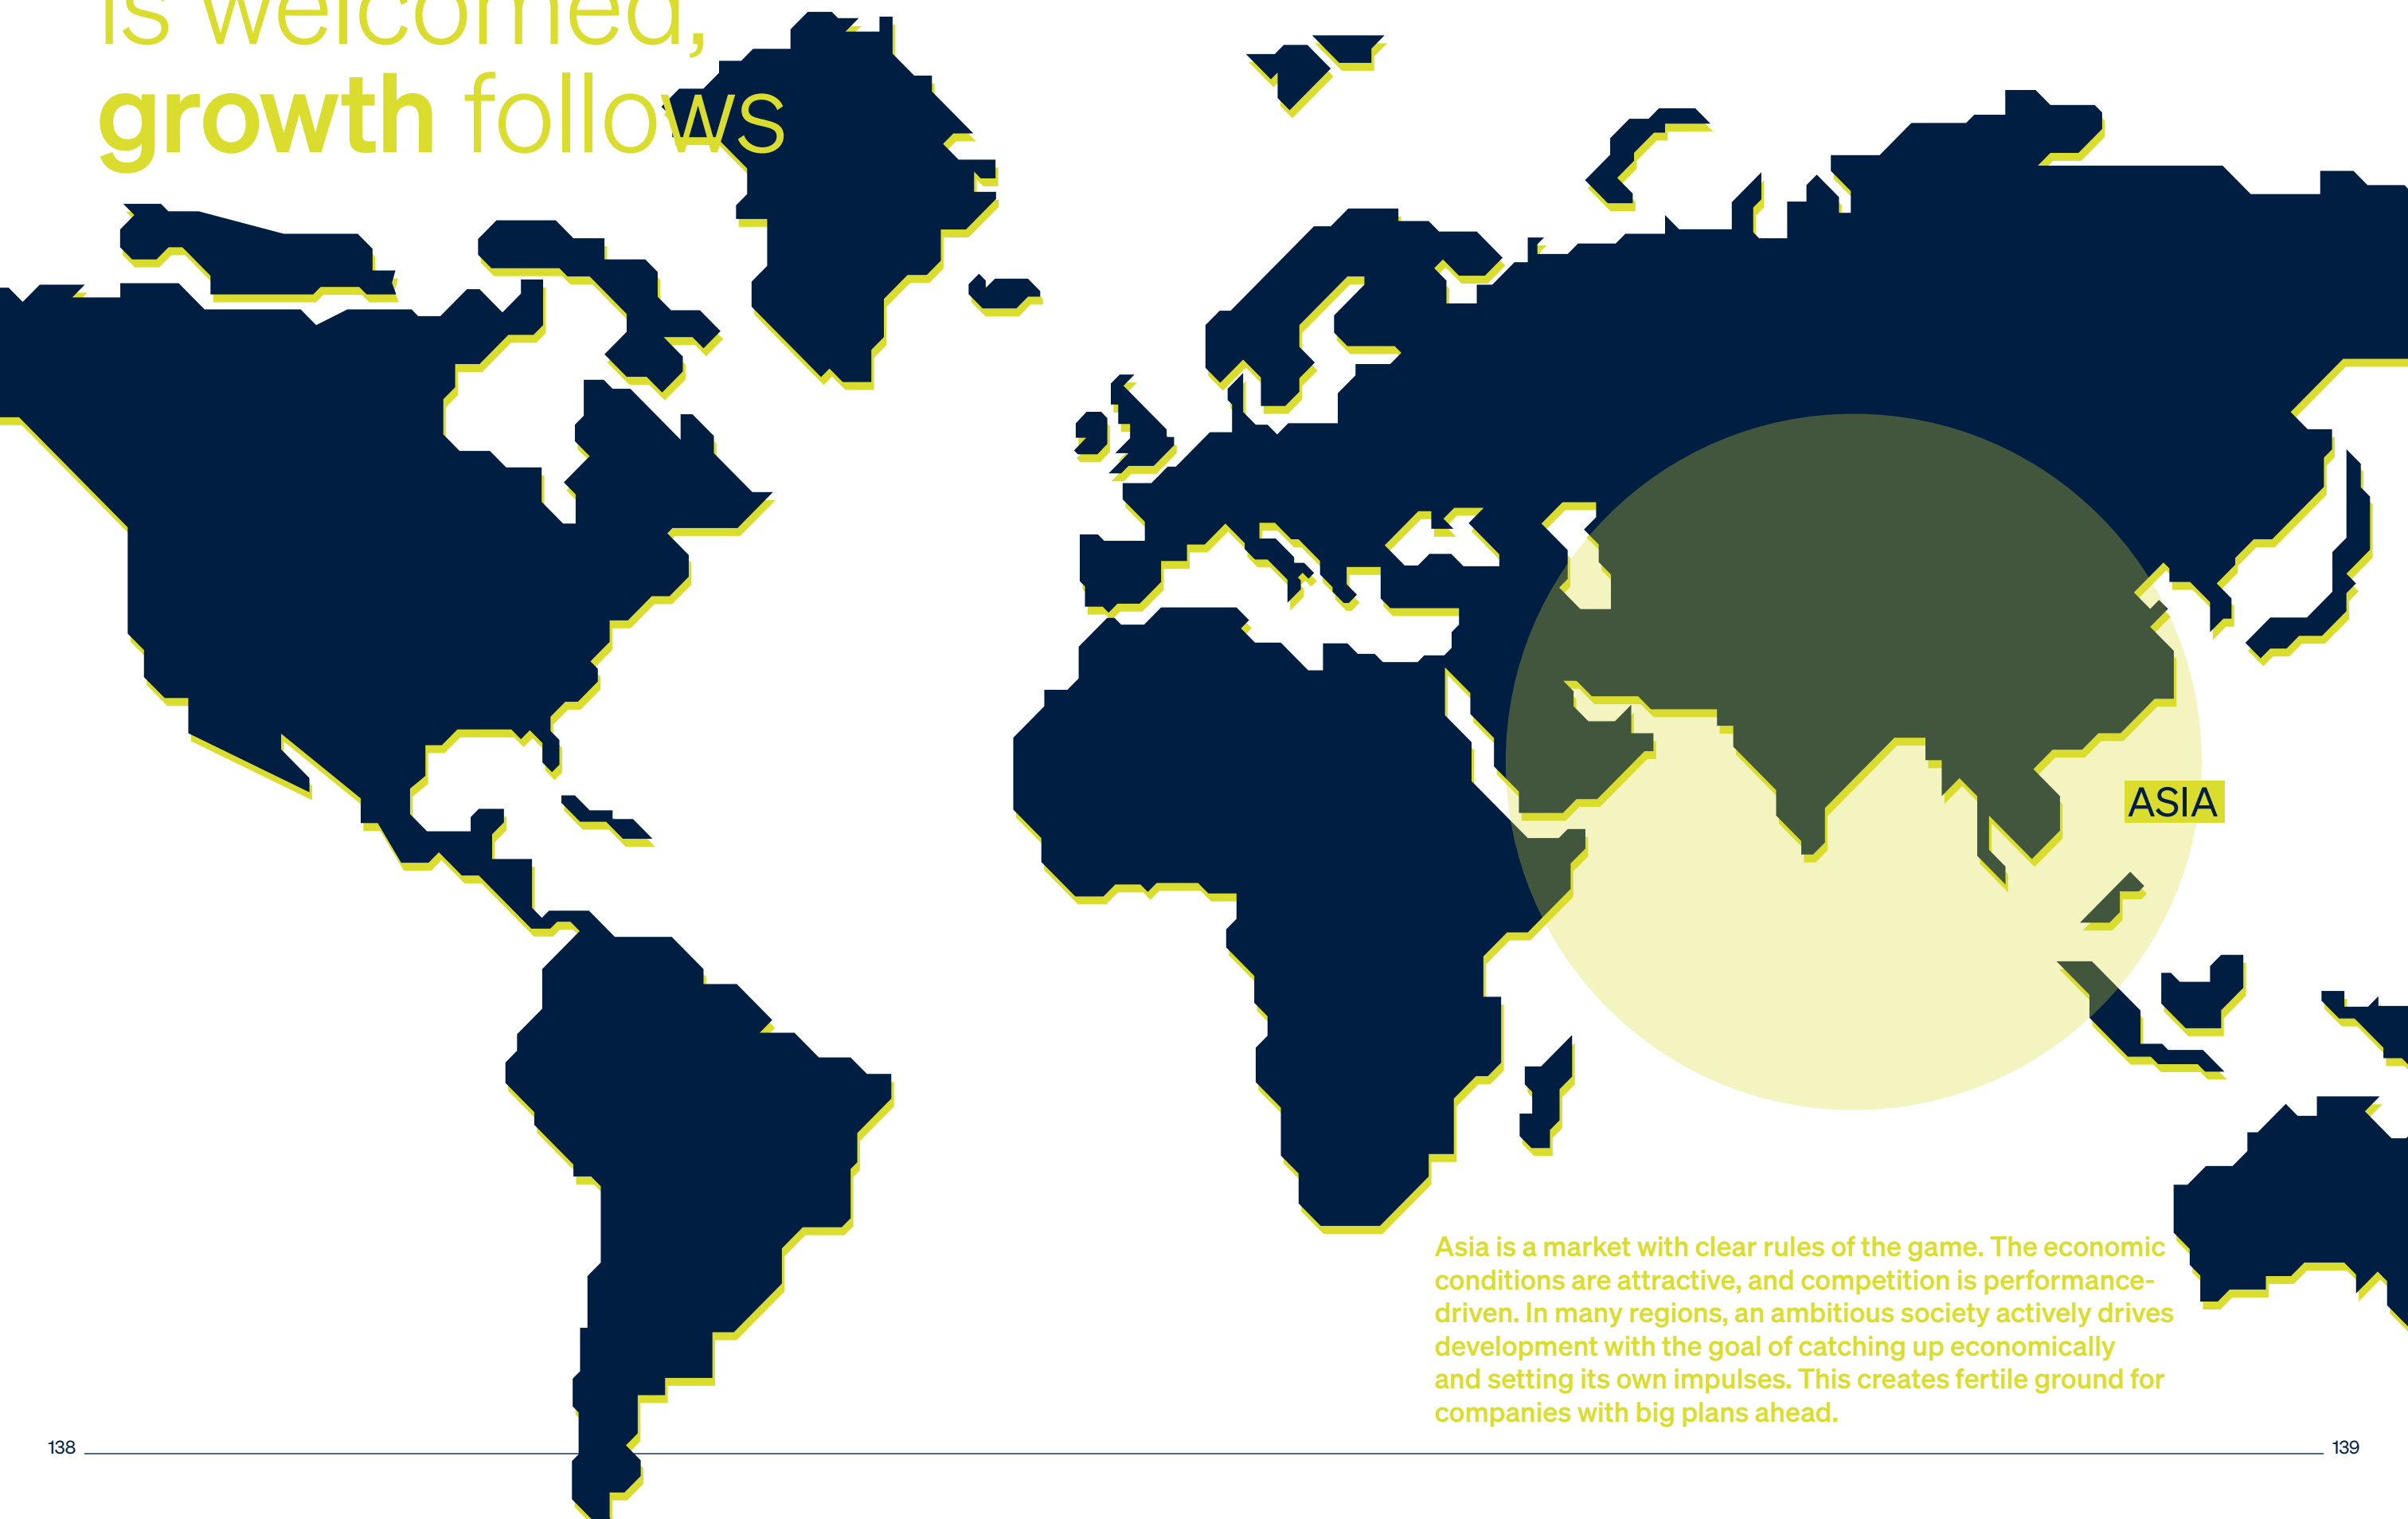 is welcomed,
growth follows
ASIA
Asia is a market with clear rules of the game. The economic
conditions are attractive, and competition is performance-
driven. In many regions, an ambitious society actively drives
development with the goal of catching up economically
and setting its own impulses. This creates fertile ground for
companies with big plans ahead.
138
139